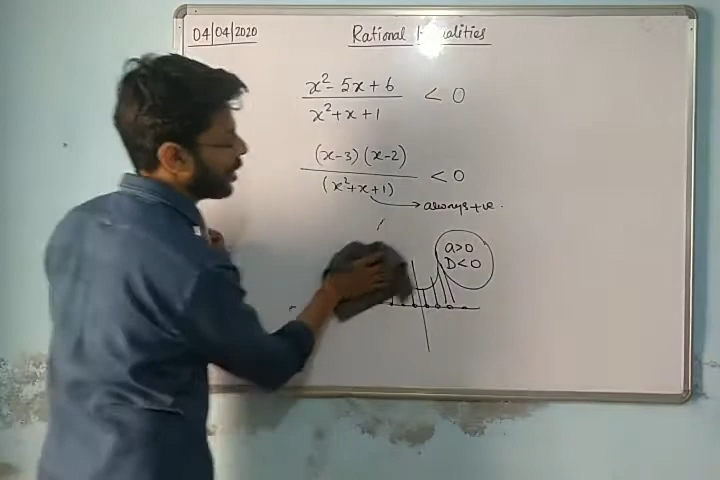 04/04/2020
Rational I qualities
x² - 5x + 6 / x² + x + 1 < 0
(x-3) (x-2) / (x² + x + 1) < 0
→ always +ve.
a>0
D<0